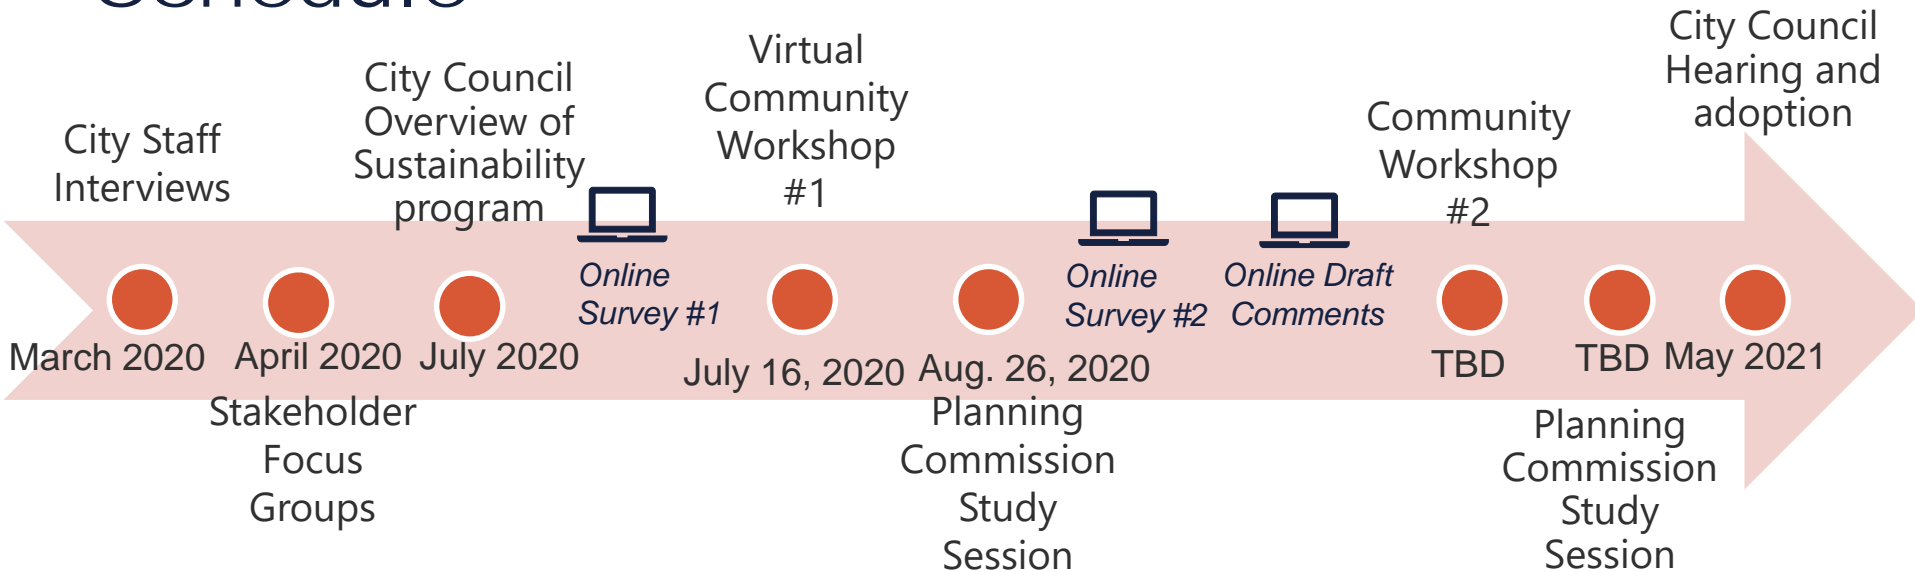 Schedule
City Staff
Interviews
March 2020
April 2020
Stakeholder
Focus
Groups
City Council
Overview of
Sustainability
program
July 2020
Online
Survey #1
Virtual
Community
Workshop
#1
July 16, 2020
Aug. 26, 2020
Planning
Commission
Study
Session
Online
Survey #2
Online Draft
Comments
Community
Workshop
#2
TBD
TBD
Planning
Commission
Study
Session
City Council
Hearing and
adoption
May 2021